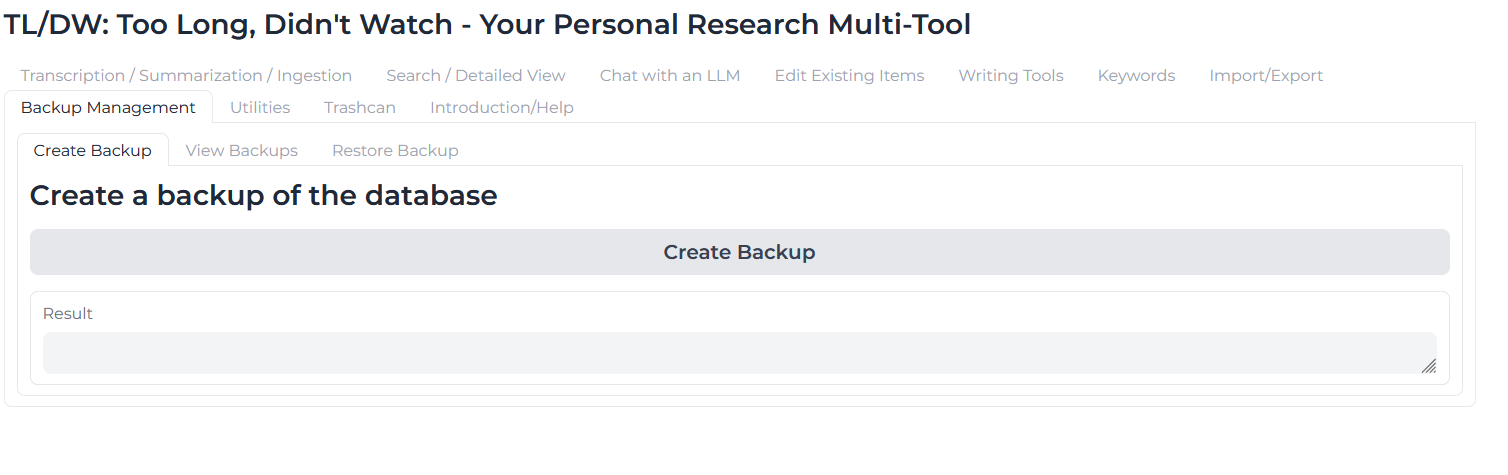 TL/DW: Too Long, Didn't Watch - Your Personal Research Multi-Tool
Transcription / Summarization / Ingestion Search / Detailed View Chat with an LLM Edit Existing Items Writing Tools Keywords Import/Export
Backup Management Utilities Trashcan Introduction/Help
Create Backup View Backups Restore Backup
Create a backup of the database
Create Backup
Result